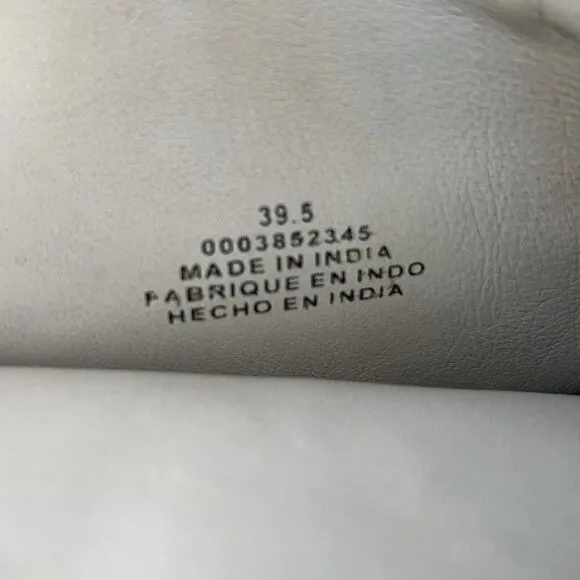 39.5
0003852345
MADE IN INDIA
FABRIQUE EN INDO
HECHO EN INDIA